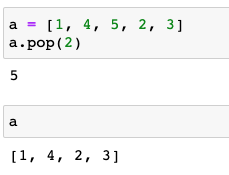 a = [1, 4, 5, 2, 3]
a.pop(2)
5
a
[1, 4, 2, 3]